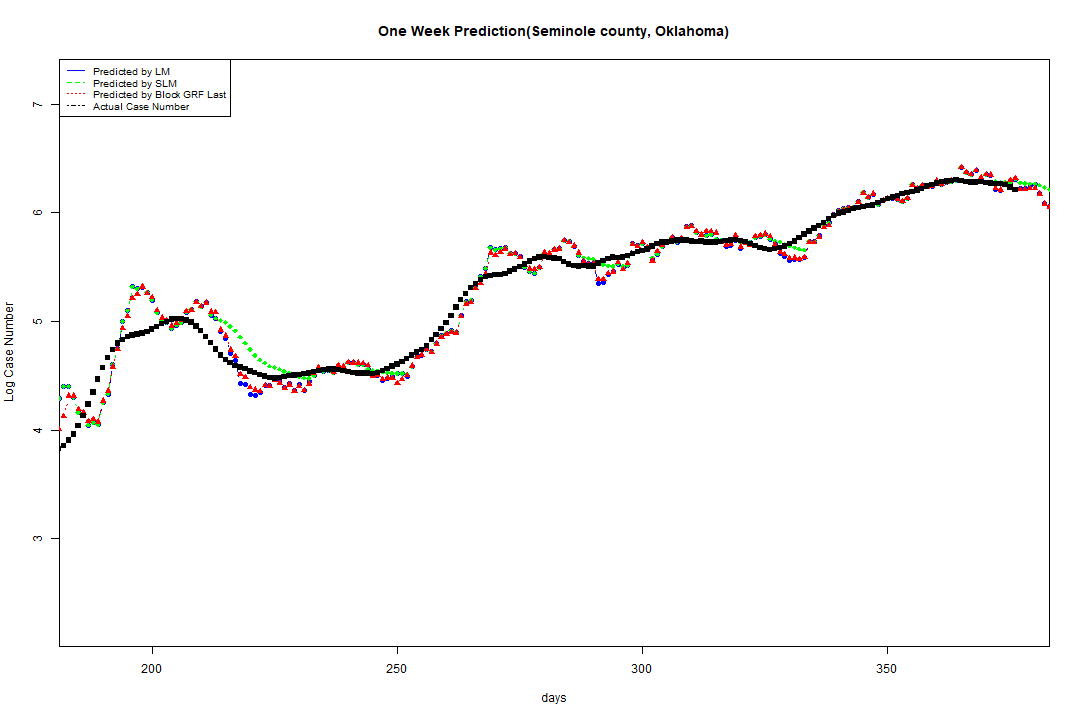 One Week Prediction(Seminole county, Oklahoma)
Predicted by LM
Predicted by SLM
Predicted by Block GRF Last
Actual Case Number
7
6
5
4
3
Log Case Number
200 250 300 350
days